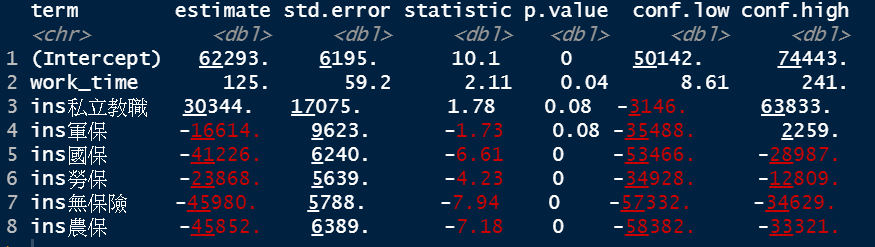 term estimate std.error statistic p.value conf.low conf.high
<chr> <dbl> <dbl> <dbl> <dbl> <dbl> <dbl>
1 (Intercept) 62293. 6195. 10.1 0 50142. 74443.
2 work_time 125. 59.2 2.11 0.04 8.61 241.
3 ins私立教職 30344. 17075. 1.78 0.08 -3146. 63833.
4 ins軍保 -16614. 9623. -1.73 0.08 -35488. 2259.
5 ins國保 -41226. 6240. -6.61 0 -53466. -28987.
6 ins勞保 -23868. 5639. -4.23 0 -34928. -12809.
7 ins無保險 -45980. 5788. -7.94 0 -57332. -34629.
8 ins農保 -45852. 6389. -7.18 0 -58382. -33321.